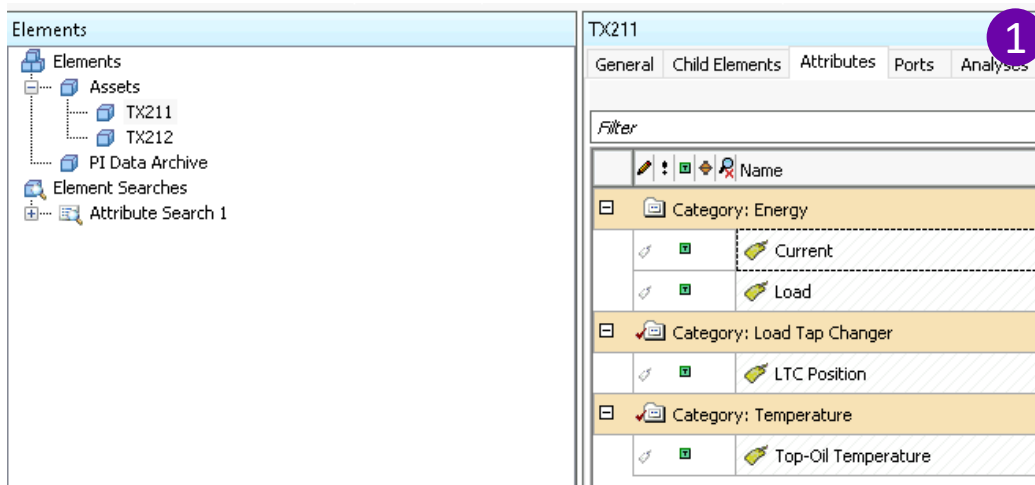 Elements
Elements
Assets
TX211
TX212
PI Data Archive
Element Searches
Attribute Search 1
TX211
1
General Child Elements Attributes Ports Analyses
Filter
Name
Category: Energy
Current
Load
Category: Load Tap Changer
LTC Position
Category: Temperature
Top-Oil Temperature